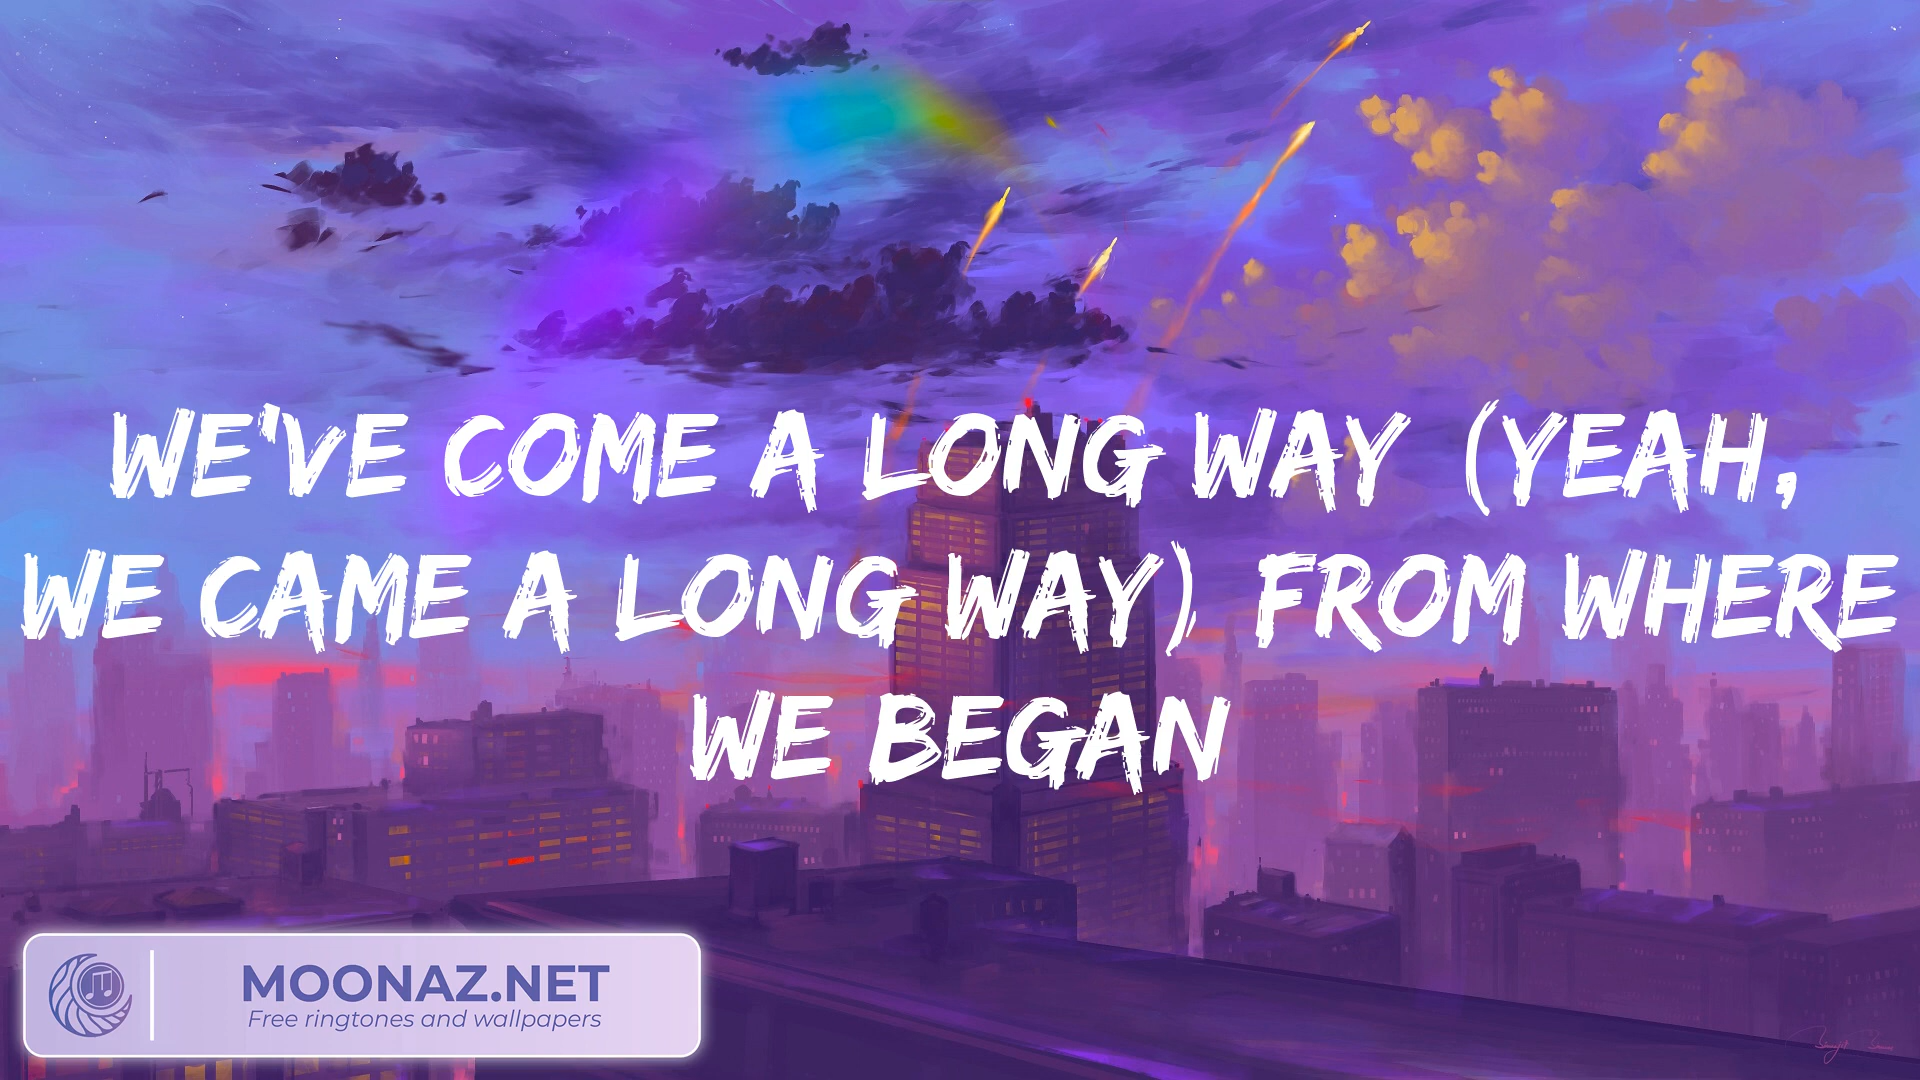 WE'VE COME A LONG WAY (YEAH,
WE CAME A LONG WAY) FROM WHERE
WE BEGAN
MOONAZ.NET
Free ringtones and wallpapers